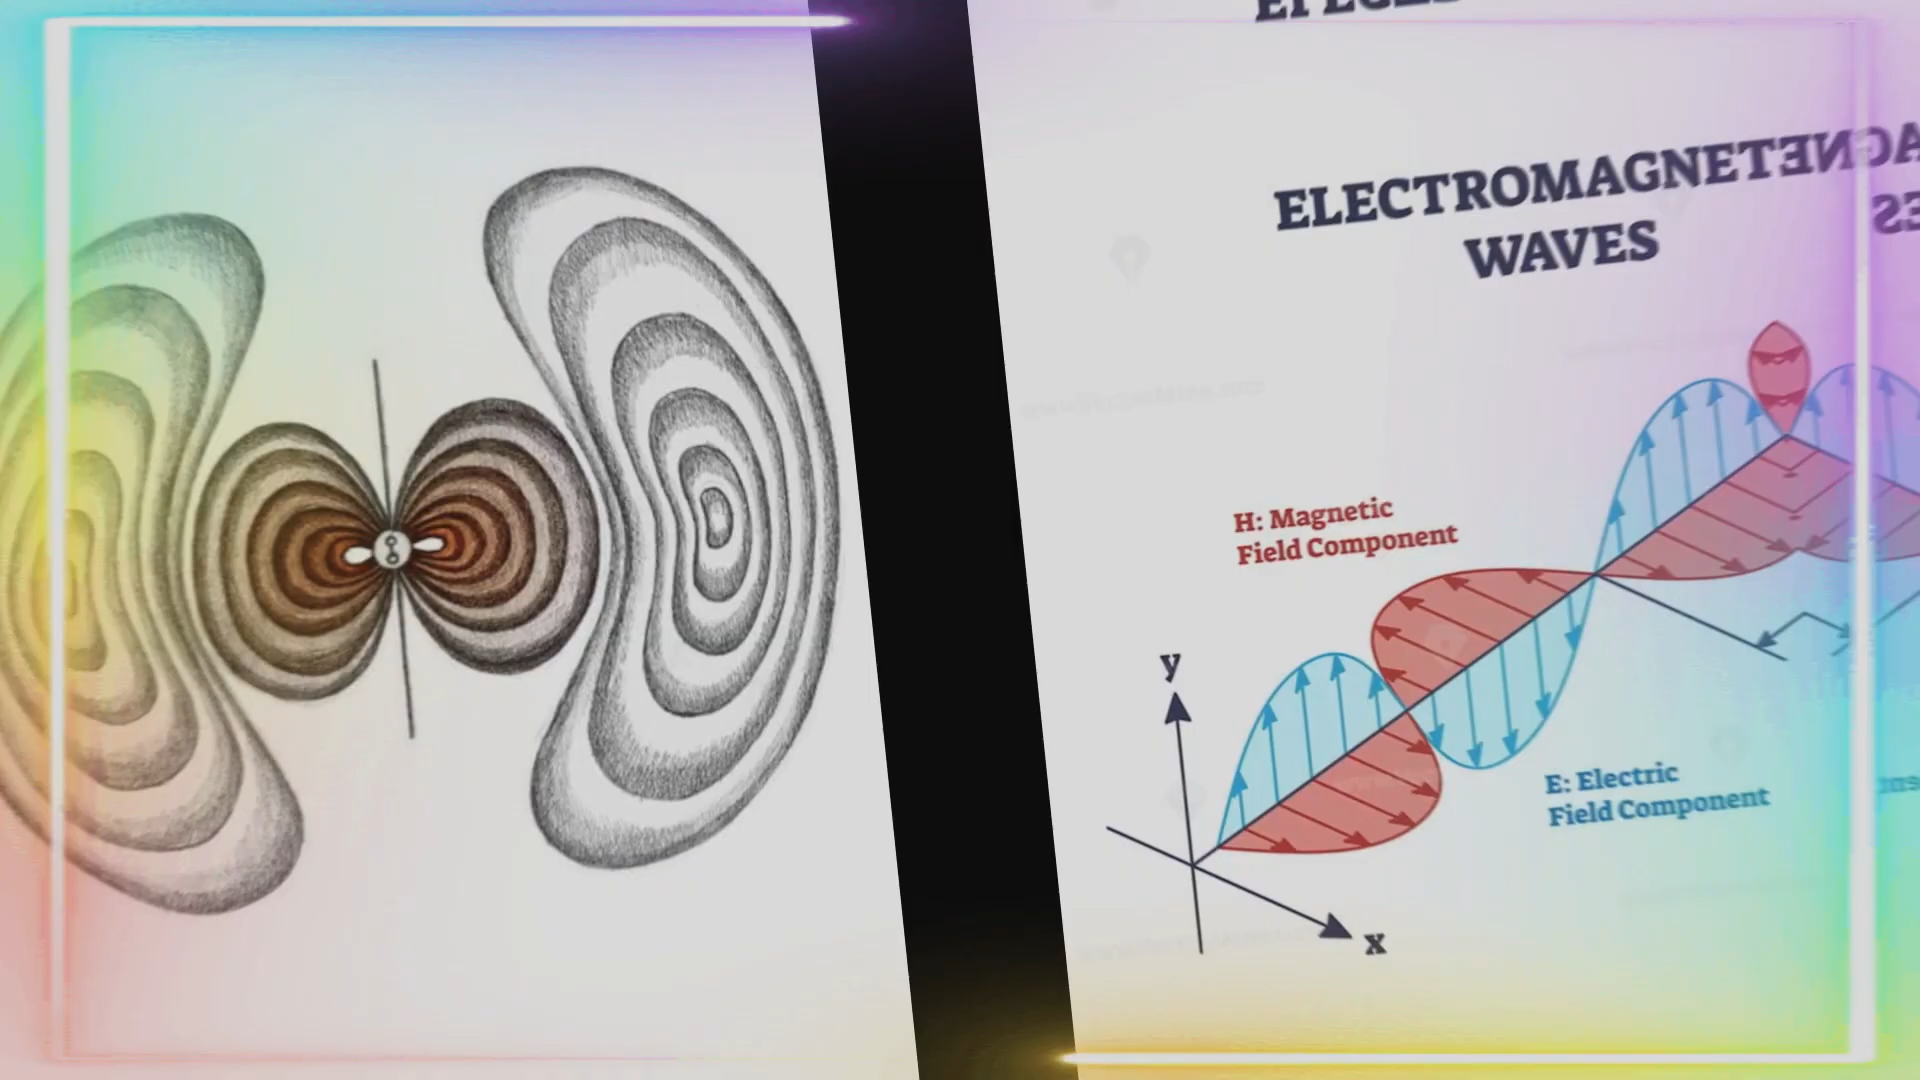 ELECTROMAGNET
WAVES
H: Magnetic
Field Component
y
E: Electric
Field Component
x